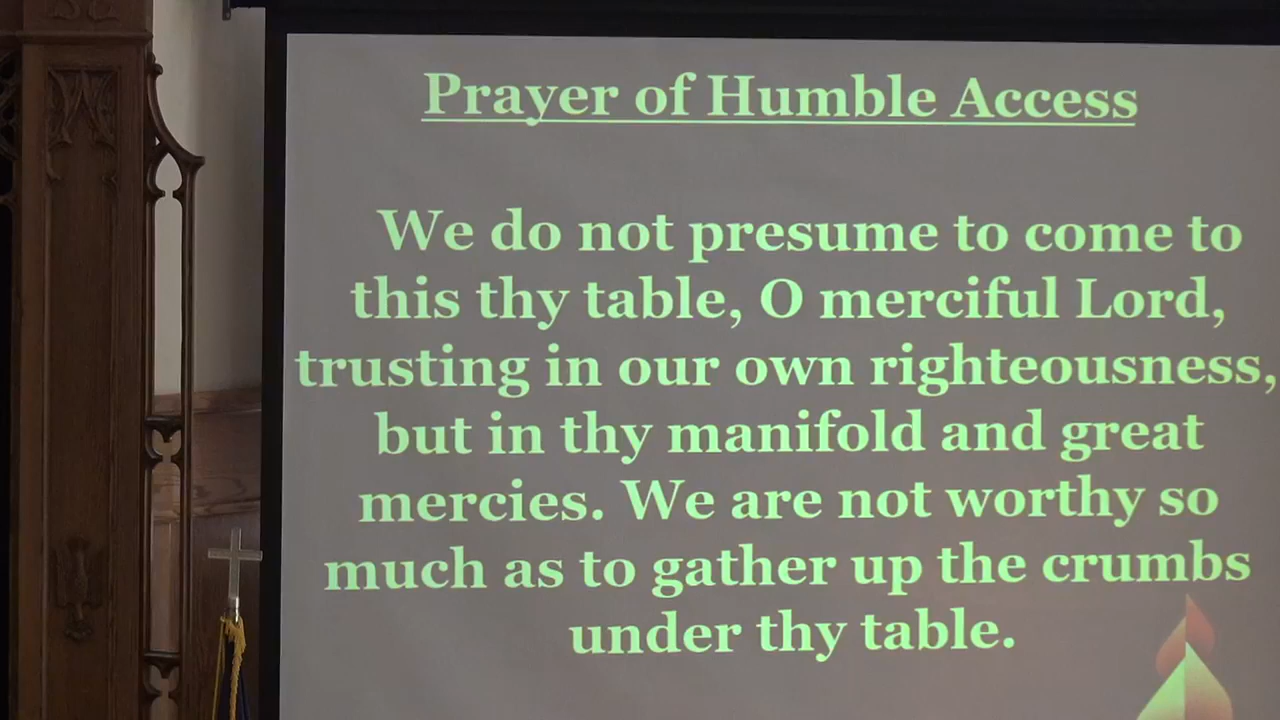 Prayer of Humble Access
We do not presume to come to
this thy table, O merciful Lord,
trusting in our own righteousness,
but in thy manifold and great
mercies. We are not worthy so
much as to gather up the crumbs
under thy table.